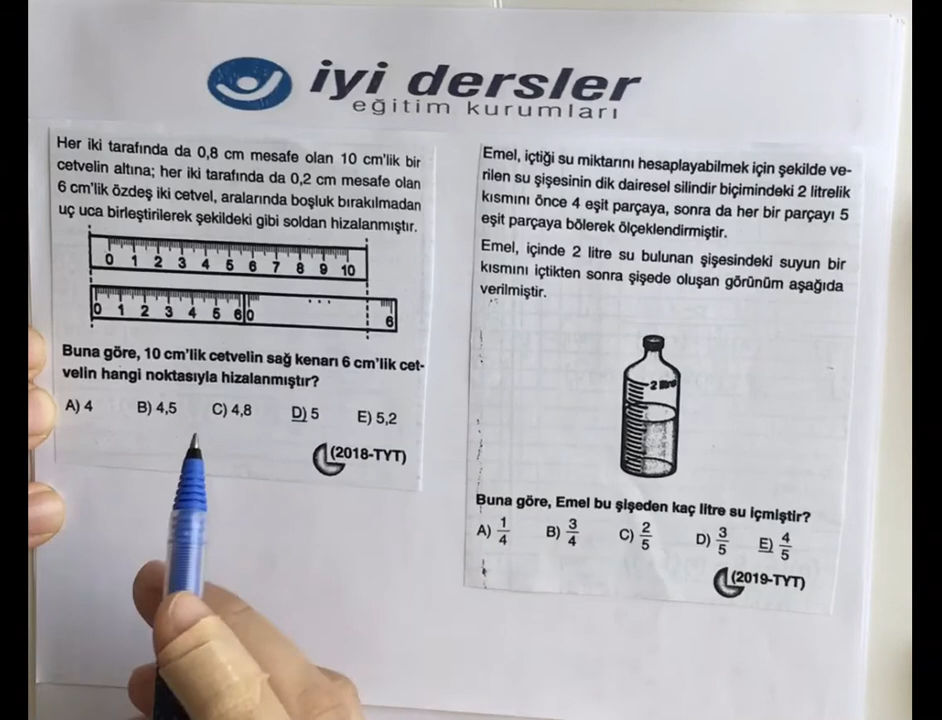 iyi dersler
eğitim kurumları
Her iki tarafında da 0,8 cm mesafe olan 10 cm'lik bir
cetvelin altına; her iki tarafında da 0,2 cm mesafe olan
6 cm'lik özdeş iki cetvel, aralarında boşluk bırakılmadan
uç uca birleştirilerek şekildeki gibi soldan hizalanmıştır.
0 1 2 3 4 5 6 7 8 9 10
0 1 2 3 4 5 6 0 ... 6
Buna göre, 10 cm'lik cetvelin sağ kenarı 6 cm'lik cet-
velin hangi noktasıyla hizalanmıştır?
A) 4 B) 4,5 C) 4,8 D) 5 E) 5,2
(2018-TYT)
Emel, içtiği su miktarını hesaplayabilmek için şekilde ve-
rilen su şişesinin dik dairesel silindir biçimindeki 2 litrelik
kısmını önce 4 eşit parçaya, sonra da her bir parçayı 5
eşit parçaya bölerek ölçeklendirmiştir.
Emel, içinde 2 litre su bulunan şişesindeki suyun bir
kısmını içtikten sonra şişede oluşan görünüm aşağıda
verilmiştir.
2 litre
Buna göre, Emel bu şişeden kaç litre su içmiştir?
A) 1/4 B) 3/4 C) 2/5 D) 3/5 E) 4/5
(2019-TYT)